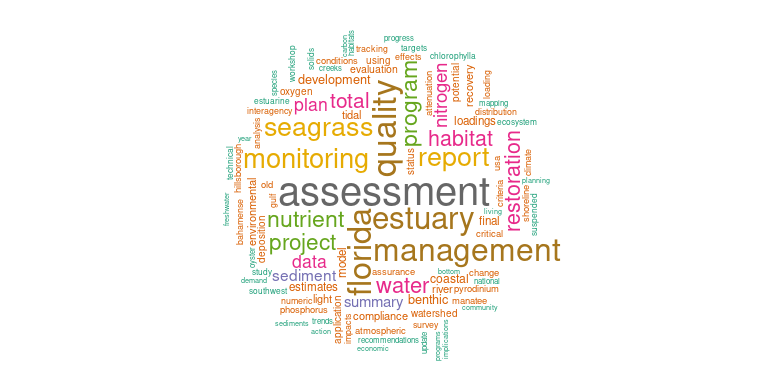 progress
carbon
habitats
tracking
targets
solids
workshop
creeks
conditions
using
effects
chlorophylla
species
oxygen
development
evaluation
potential
recovery
loading
estuarine
interagency
plan
total
quality
program
attenuation
nitrogen
mapping
distribution
year
analysis
seagrass
tidal
habitat
loadings
ecosystem
technical
hillsborough
monitoring
status
report
usa
climate
restoration
planning
freshwater
bahamense
environmental
old
gulf
assessment
criteria
living
shoreline
suspended
deposition
nutrient
florida
estuary
final
critical
oyster
project
management
study
demand
data
sediment
model
assurance
bottom
coastal
change
national
southwest
estimates
water
river
pyrodinium
numeric
light
summary
benthic
manatee
phosphorus
application
community
sediments
trends
impacts
compliance
watershed
action
atmospheric
survey
recommendations
economic
update
programs
implications